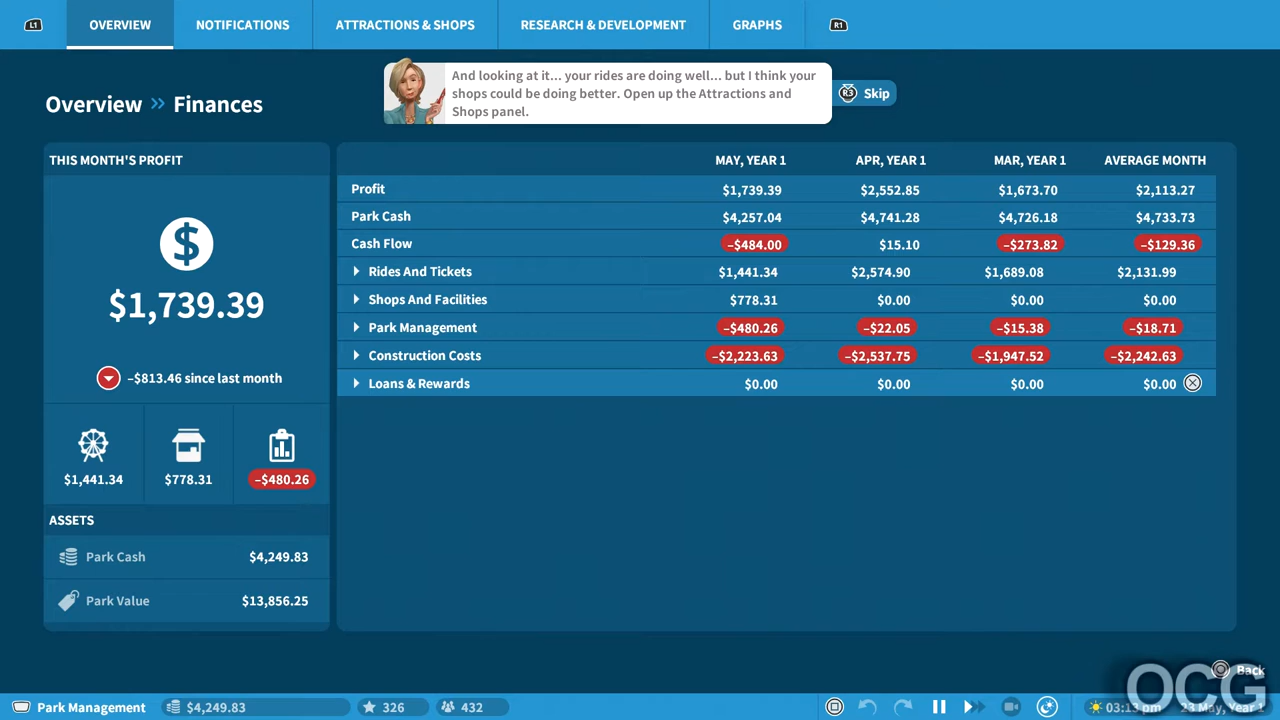 L1 OVERVIEW NOTIFICATIONS ATTRACTIONS & SHOPS RESEARCH & DEVELOPMENT GRAPHS R1
And looking at it... your rides are doing well... but I think your
shops could be doing better. Open up the Attractions and
Shops panel.
R3 Skip
Overview » Finances
THIS MONTH'S PROFIT
$
$1,739.39
–$813.46 since last month
$1,441.34 $778.31 –$480.26
ASSETS
Park Cash $4,249.83
Park Value $13,856.25
MAY, YEAR 1 APR, YEAR 1 MAR, YEAR 1 AVERAGE MONTH
Profit $1,739.39 $2,552.85 $1,673.70 $2,113.27
Park Cash $4,257.04 $4,741.28 $4,726.18 $4,733.73
Cash Flow –$484.00 $15.10 –$273.82 –$129.36
Rides And Tickets $1,441.34 $2,574.90 $1,689.08 $2,131.99
Shops And Facilities $778.31 $0.00 $0.00 $0.00
Park Management –$480.26 –$22.05 –$15.38 –$18.71
Construction Costs –$2,223.63 –$2,537.75 –$1,947.52 –$2,242.63
Loans & Rewards $0.00 $0.00 $0.00 $0.00
Back
OCG
Park Management $4,249.83 326 432 03:13 pm 23 May, Year 1